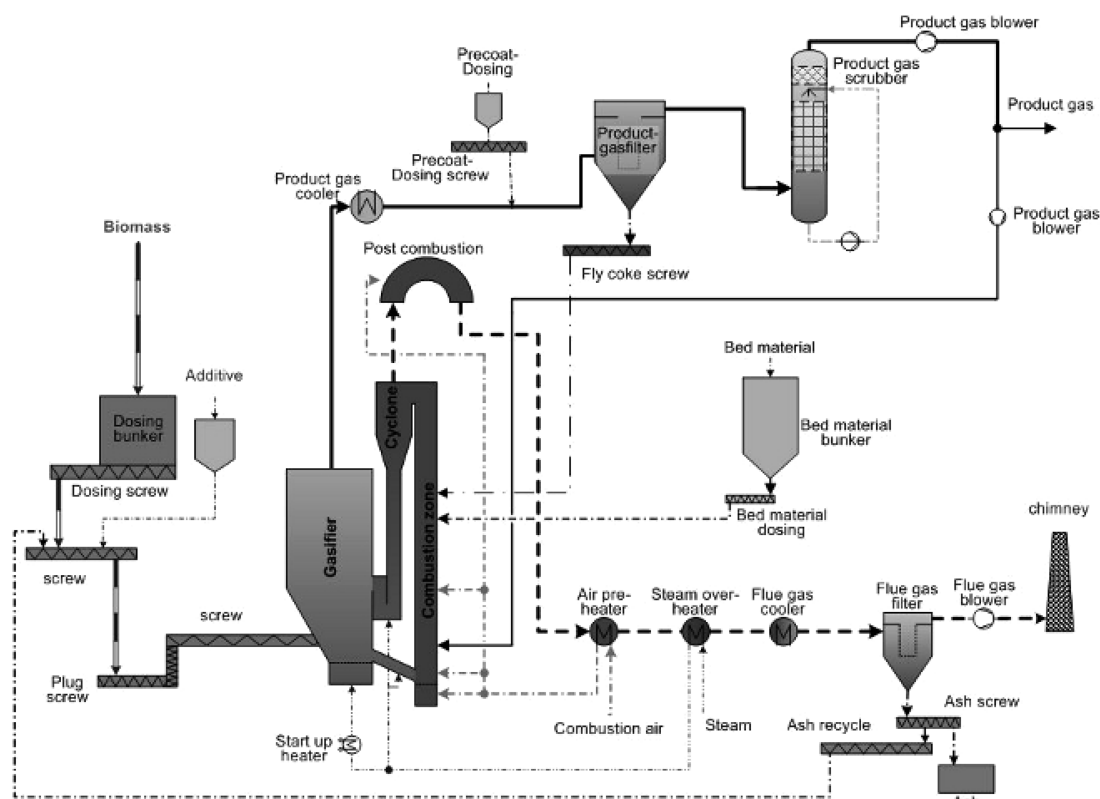 Product gas blower
Precoat-
Dosing
Product gas
scrubber
Product gas
Product-
gasfilter
Precoat-
Dosing screw
Product gas
cooler
Product gas
blower
Biomass
Post combustion
Fly coke screw
Bed material
Additive
Cyclone
Dosing
bunker
Bed material
bunker
Dosing screw
Gasifier
Combustion zone
Bed material
dosing
chimney
screw
Air pre-
heater
Steam over-
heater
Flue gas
cooler
Flue gas
filter
Flue gas
blower
screw
Plug
screw
Combustion air
Steam
Ash recycle
Ash screw
Start up
heater